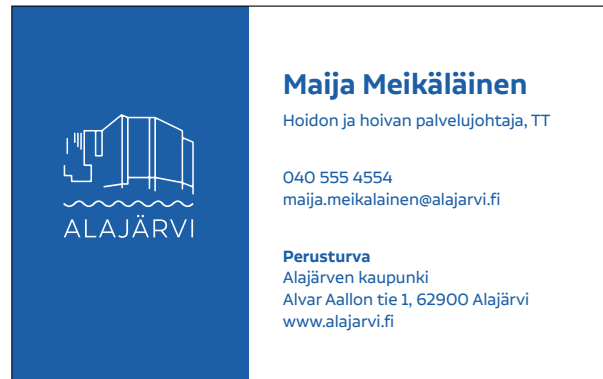 ALAJÄRVI
Maija Meikäläinen
Hoidon ja hoivan palvelujohtaja, TT
040 555 4554
maija.meikalainen@alajarvi.fi
Perusturva
Alajärven kaupunki
Alvar Aallon tie 1, 62900 Alajärvi
www.alajarvi.fi